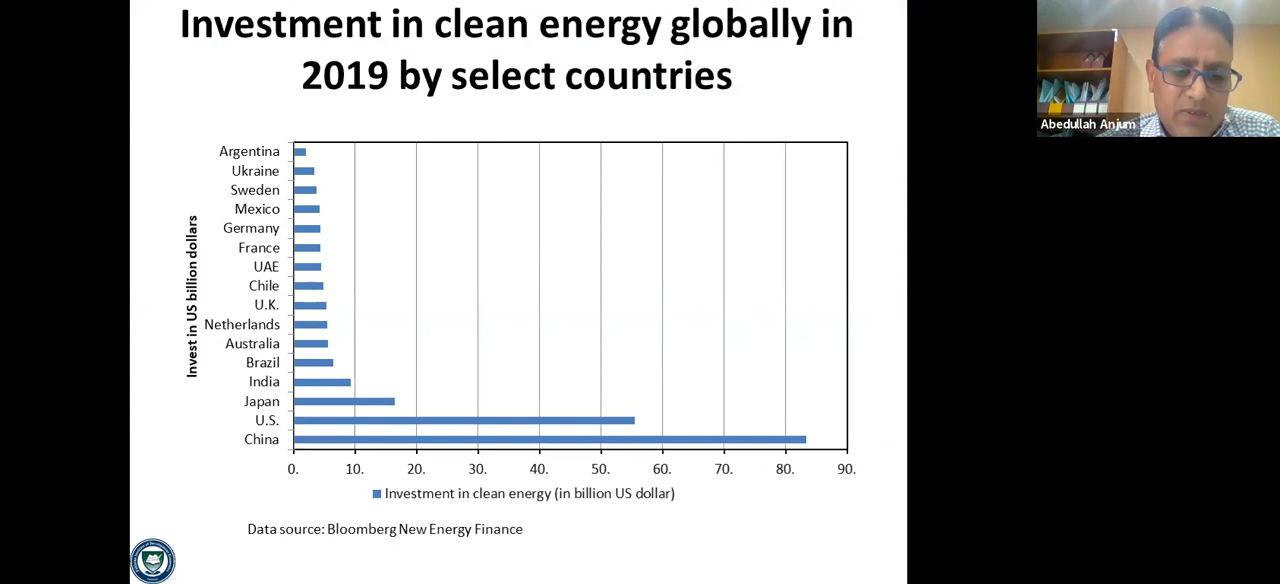 Investment in clean energy globally in
2019 by select countries
Abedullah Anjum
Invest in US billion dollars
Argentina
Ukraine
Sweden
Mexico
Germany
France
UAE
Chile
U.K.
Netherlands
Australia
Brazil
India
Japan
U.S.
China
0. 10. 20. 30. 40. 50. 60. 70. 80. 90.
Investment in clean energy (in billion US dollar)
Data source: Bloomberg New Energy Finance